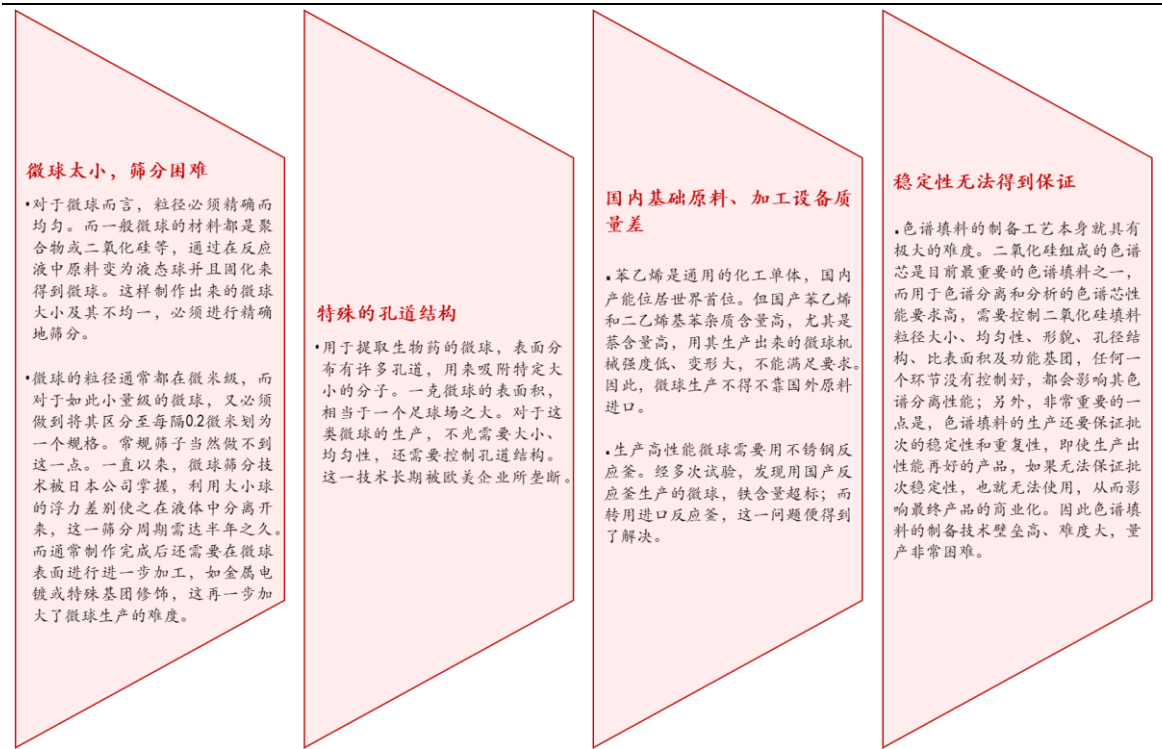 微球太小，筛分困难
•对于微球而言，粒径必须精确而
均匀。而一般微球的材料都是聚
合物或二氧化硅等，通过在反应
液中原料变为液态球并且固化来
得到微球。这样制作出来的微球
大小及其不均一，必须进行精确
地筛分。
•微球的粒径通常都在微米级，而
对于如此小量级的微球，又必须
做到将其区分至每隔0.2微米划为
一个规格。常规筛子当然做不到
这一点。一直以来，微球筛分技
术被日本公司掌握，利用大小球
的浮力差别使之在液体中分离开
来，这一筛分周期需达半年之久。
而通常制作完成后还需要在微球
表面进行进一步加工，如金属电
镀或特殊基团修饰，这再一步加
大了微球生产的难度。
特殊的孔道结构
•用于提取生物药的微球，表面分
布有许多孔道，用来吸附特定大
小的分子。一克微球的表面积，
相当于一个足球场之大。对于这
类微球的生产，不光需要大小、
均匀性，还需要控制孔道结构。
这一技术长期被欧美企业所垄断。
国内基础原料、加工设备质
量差
▪苯乙烯是通用的化工单体，国内
产能位居世界首位。但国产苯乙烯
和二乙烯基苯杂质含量高，尤其是
萘含量高，用其生产出来的微球机
械强度低、变形大，不能满足要求。
因此，微球生产不得不靠国外原料
进口。
▪生产高性能微球需要用不锈钢反
应釜。经多次试验，发现用国产反
应釜生产的微球，铁含量超标；而
转用进口反应釜，这一问题便得到
了解决。
稳定性无法得到保证
▪色谱填料的制备工艺本身就具有
极大的难度。二氧化硅组成的色谱
芯是目前最重要的色谱填料之一，
而用于色谱分离和分析的色谱芯性
能要求高，需要控制二氧化硅填料
粒径大小、均匀性、形貌、孔径结
构、比表面积及功能基团，任何一
个环节没有控制好，都会影响其色
谱分离性能；另外，非常重要的一
点是，色谱填料的生产还要保证批
次的稳定性和重复性，即使生产出
性能再好的产品，如果无法保证批
次稳定性，也就无法使用，从而影
响最终产品的商业化。因此色谱填
料的制备技术壁垒高、难度大，量
产非常困难。